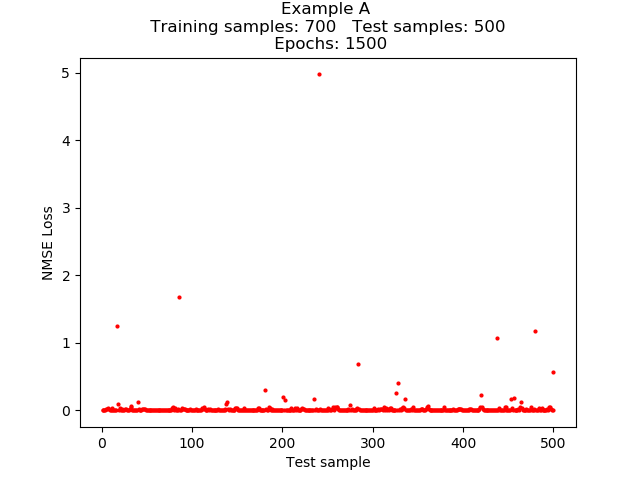 Example A
Training samples: 700   Test samples: 500
Epochs: 1500
5
4
3
2
1
0
NMSE Loss
0 100 200 300 400 500
Test sample